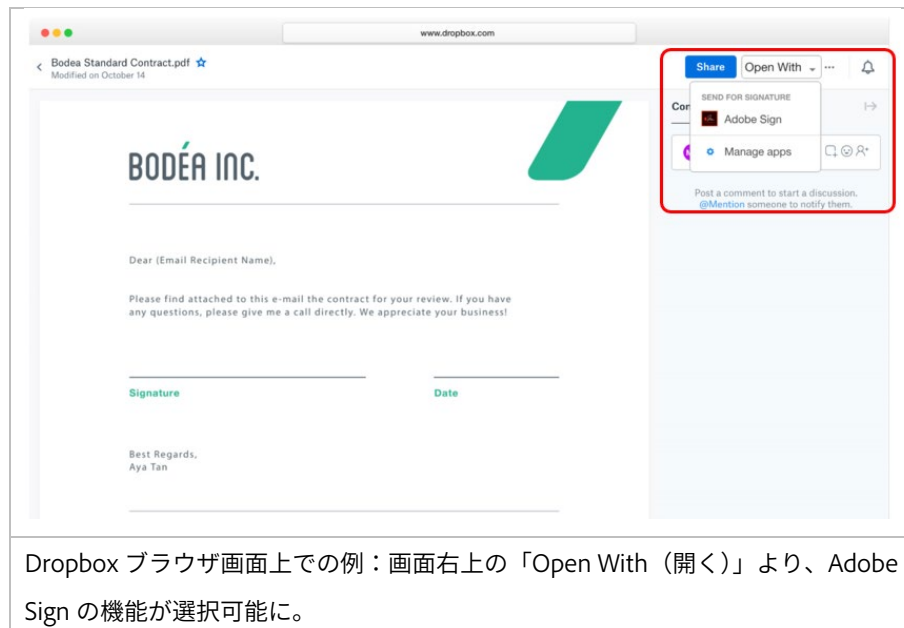 www.dropbox.com
Bodea Standard Contract.pdf
Modified on October 14
Share
Open With
...
SEND FOR SIGNATURE
Adobe Sign
Manage apps
Post a comment to start a discussion.
@Mention someone to notify them.
BODÉA INC.
Dear (Email Recipient Name),
Please find attached to this e-mail the contract for your review. If you have
any questions, please give me a call directly. We appreciate your business!
Signature
Date
Best Regards,
Aya Tan
Dropbox ブラウザ画面上での例：画面右上の「Open With（開く）」より、Adobe
Sign の機能が選択可能に。